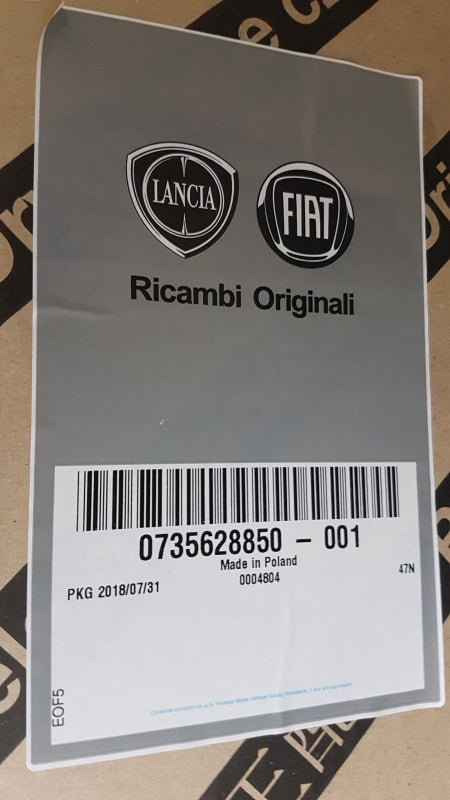 LANCIA
FIAT
Ricambi Originali
0735628850 - 001
Made in Poland
0004804
47N
PKG 2018/07/31
EOF5